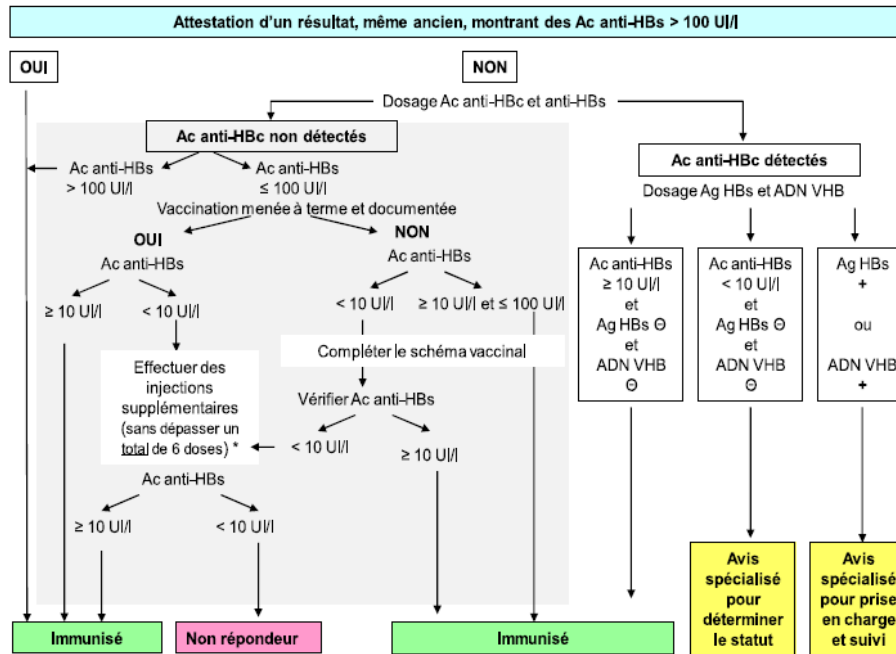 Attestation d'un résultat, même ancien, montrant des Ac anti-HBs > 100 UI/l
OUI
NON
Dosage Ac anti-HBc et anti-HBs
Ac anti-HBc non détectés
Ac anti-HBs
> 100 UI/l
Ac anti-HBs
≤ 100 UI/l
Vaccination menée à terme et documentée
OUI
Ac anti-HBs
≥ 10 UI/l
< 10 UI/l
NON
Ac anti-HBs
< 10 UI/l
≥ 10 UI/l et ≤ 100 UI/l
Effectuer des
injections
supplémentaires
(sans dépasser un
total de 6 doses) *
Compléter le schéma vaccinal
Vérifier Ac anti-HBs
< 10 UI/l
≥ 10 UI/l
Ac anti-HBs
≥ 10 UI/l
< 10 UI/l
Ac anti-HBc détectés
Dosage Ag HBs et ADN VHB
Ac anti-HBs
≥ 10 UI/l
et
Ag HBs Θ
et
ADN VHB
Θ
Ac anti-HBs
< 10 UI/l
et
Ag HBs Θ
et
ADN VHB
Θ
Ag HBs
+
ou
ADN VHB
+
Immunisé
Non répondeur
Immunisé
Avis
spécialisé
pour
déterminer
le statut
Avis
spécialisé
pour prise
en charge
et suivi